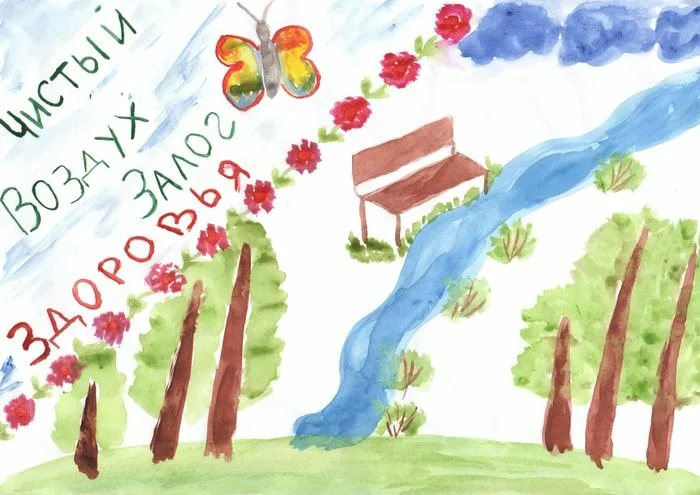 Чистый
Воздух
Залог
Здоровья